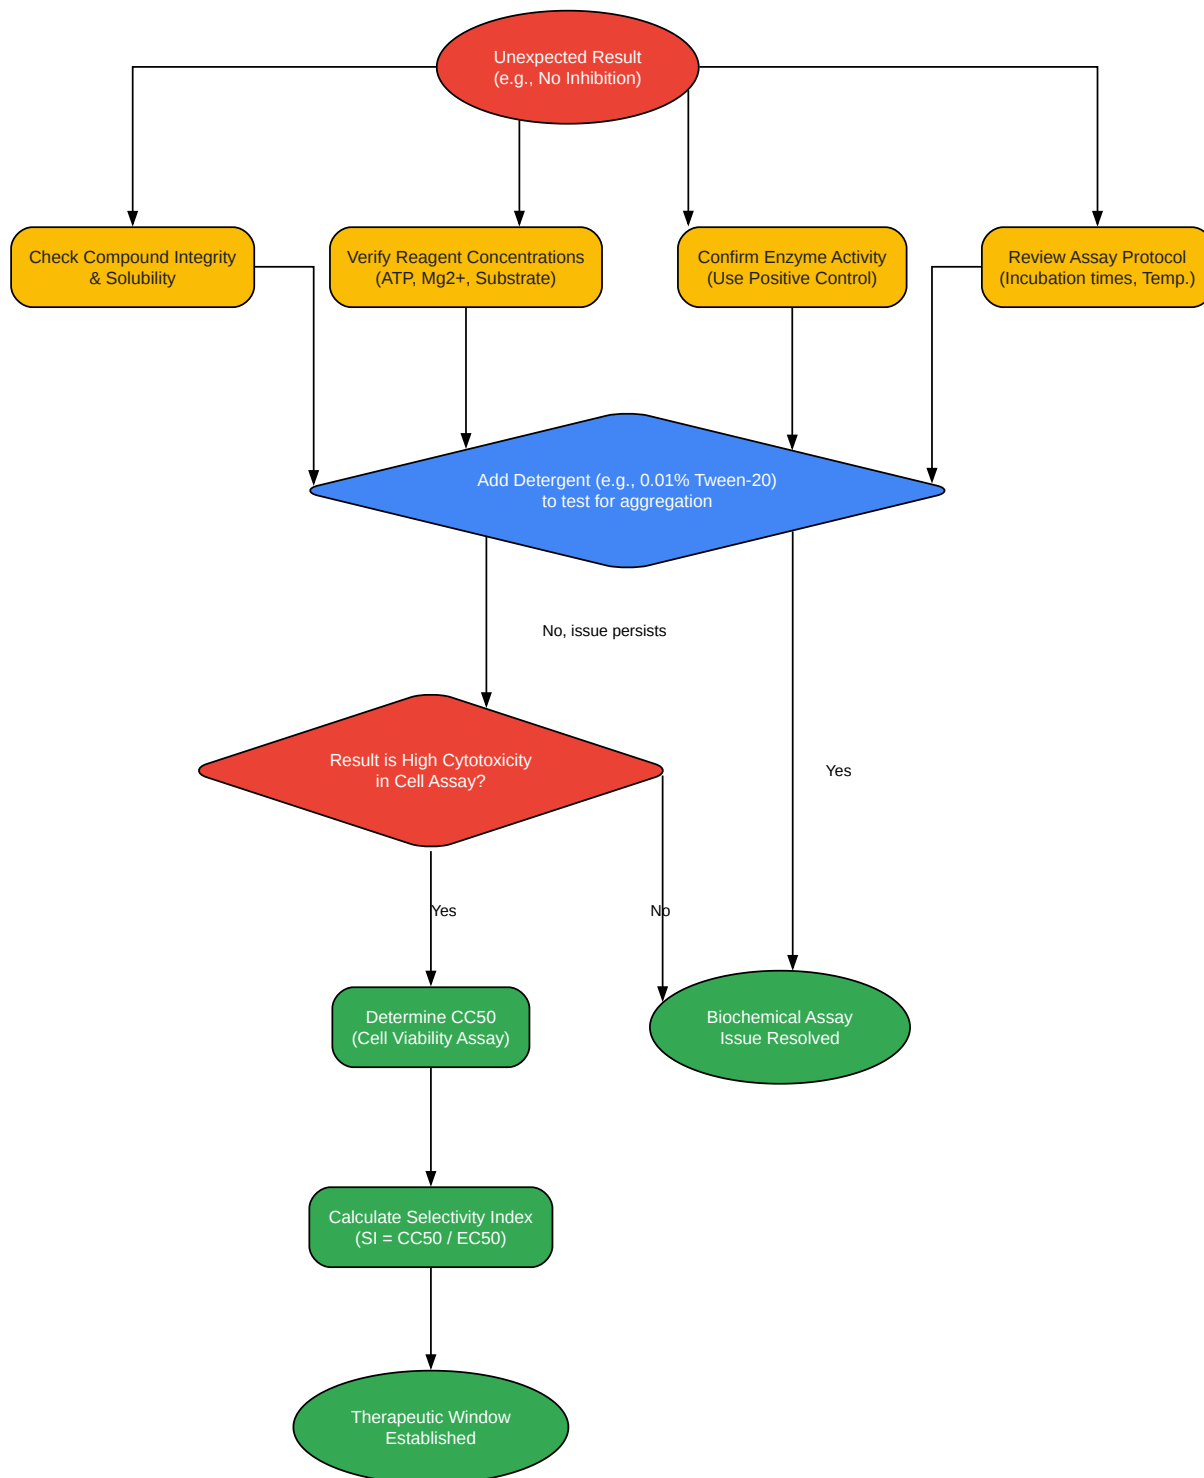 Unexpected Result
(e.g., No Inhibition)
Check Compound Integrity
& Solubility
Verify Reagent Concentrations
(ATP, Mg2+, Substrate)
Confirm Enzyme Activity
(Use Positive Control)
Review Assay Protocol
(Incubation times, Temp.)
Add Detergent (e.g., 0.01% Tween-20)
to test for aggregation
No, issue persists
Result is High Cytotoxicity
in Cell Assay?
Yes
Yes
No
Determine CC50
(Cell Viability Assay)
Biochemical Assay
Issue Resolved
Calculate Selectivity Index
(SI = CC50 / EC50)
Therapeutic Window
Established